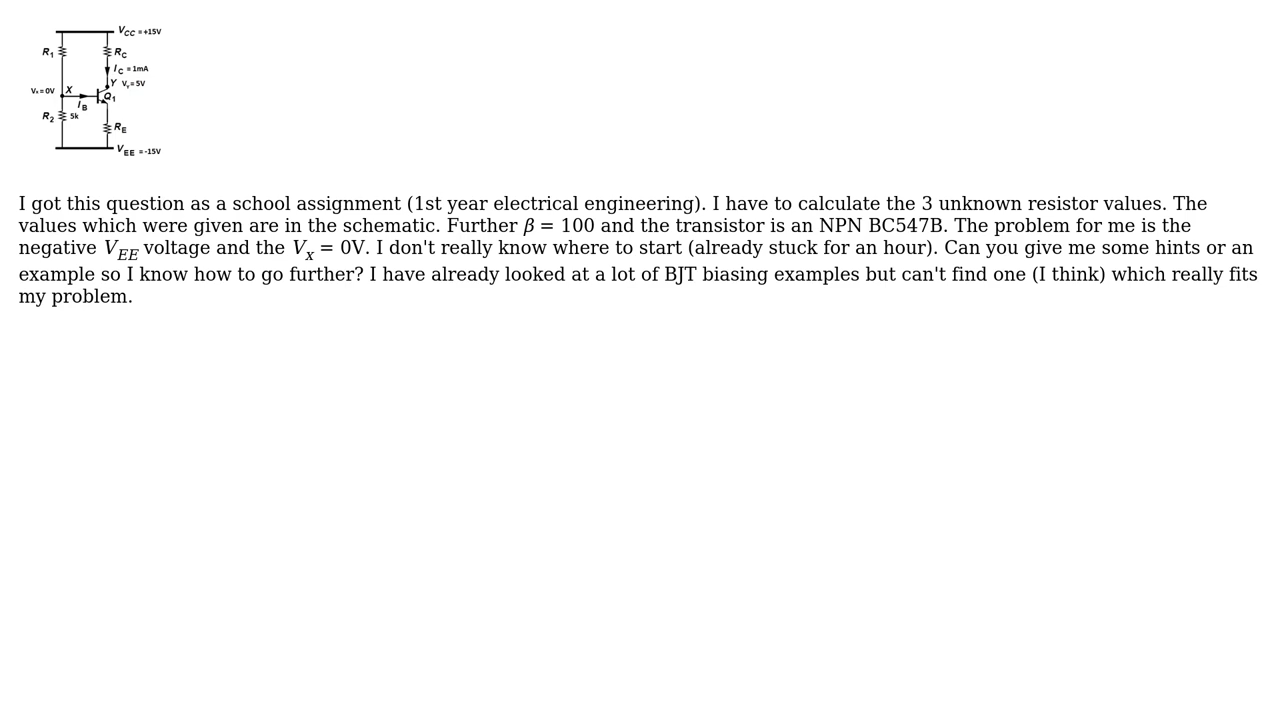 VCC = +15V
R1
RC
IC = 1mA
Y Vy = 5V
Vx = 0V X
Q1
IB
R2 5k
RE
VEE = -15V
I got this question as a school assignment (1st year electrical engineering). I have to calculate the 3 unknown resistor values. The
values which were given are in the schematic. Further β = 100 and the transistor is an NPN BC547B. The problem for me is the
negative VEE voltage and the Vx = 0V. I don't really know where to start (already stuck for an hour). Can you give me some hints or an
example so I know how to go further? I have already looked at a lot of BJT biasing examples but can't find one (I think) which really fits
my problem.